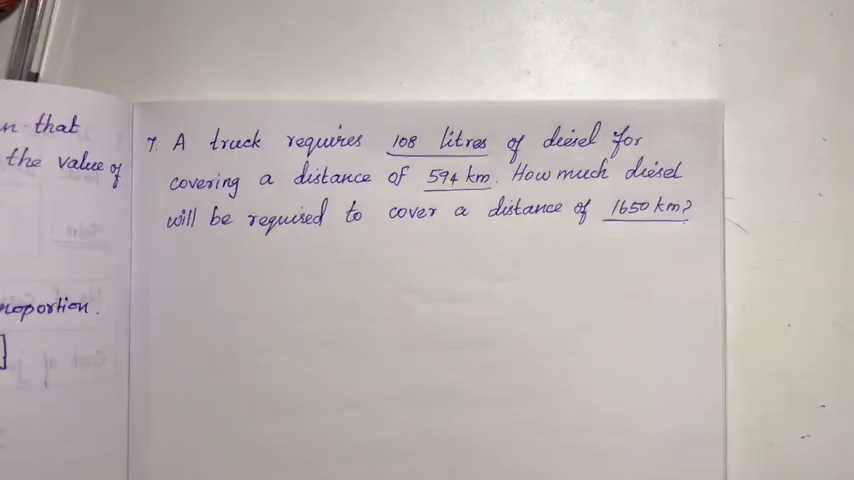 n that
the value of
noportion.
7. A truck requires 108 litres of diesel for
covering a distance of 594 km. How much diesel
will be required to cover a distance of 1650 km?